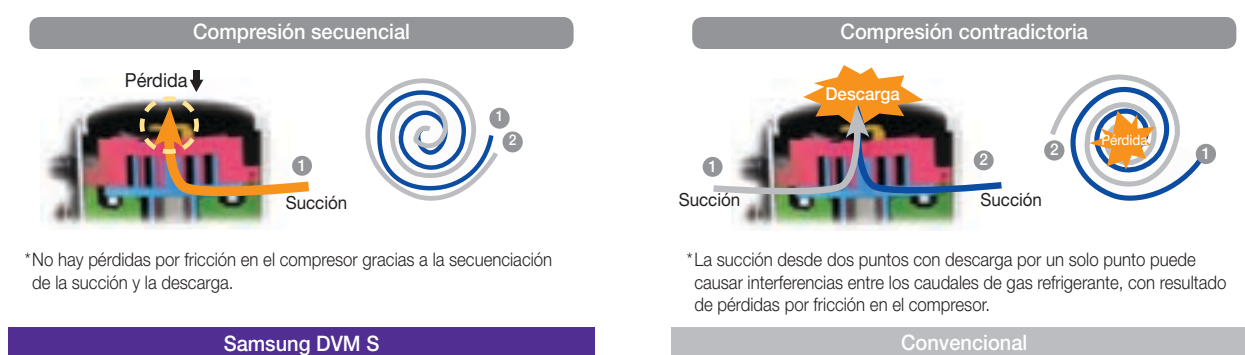 Compresión secuencial
Pérdida
1
Succión
1
2
*No hay pérdidas por fricción en el compresor gracias a la secuenciación
de la succión y la descarga.
Samsung DVM S
Compresión contradictoria
Descarga
1
Succión
2
Succión
Pérdida
2
1
*La succión desde dos puntos con descarga por un solo punto puede
causar interferencias entre los caudales de gas refrigerante, con resultado
de pérdidas por fricción en el compresor.
Convencional